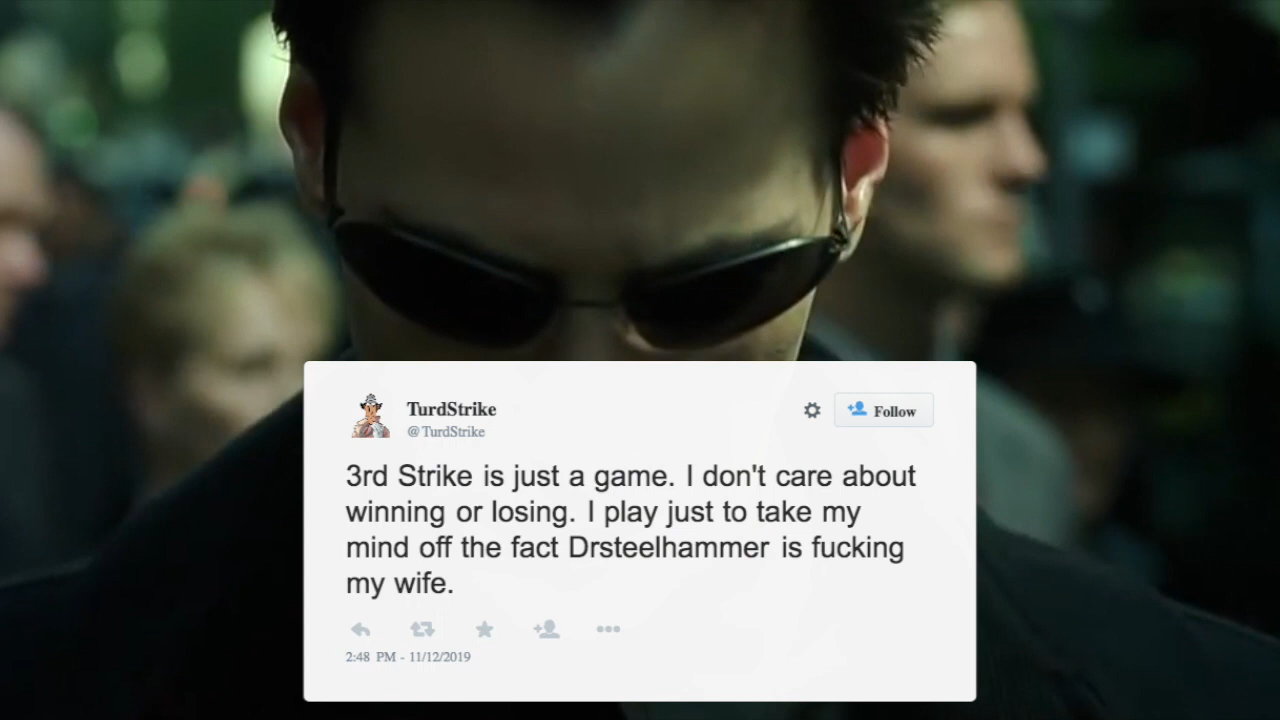 TurdStrike
Follow
@TurdStrike
3rd Strike is just a game. I don't care about
winning or losing. I play just to take my
mind off the fact Drsteelhammer is fucking
my wife.
2:48 PM - 11/12/2019